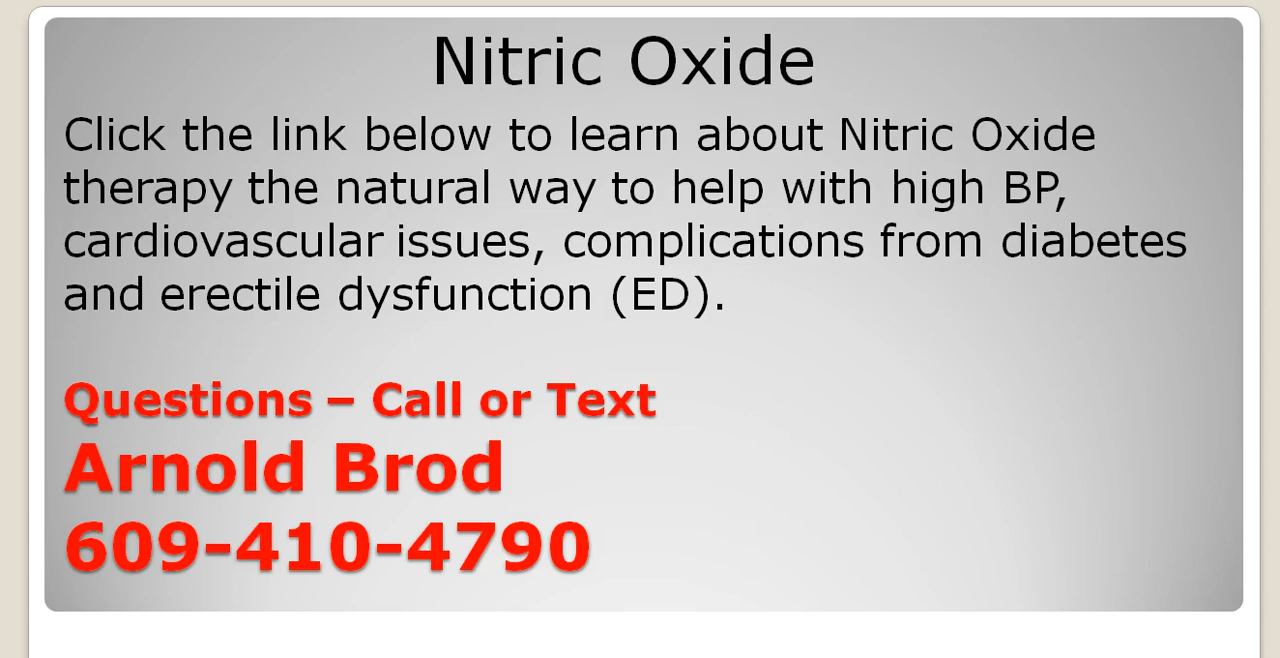 Nitric Oxide
Click the link below to learn about Nitric Oxide
therapy the natural way to help with high BP,
cardiovascular issues, complications from diabetes
and erectile dysfunction (ED).
Questions – Call or Text
Arnold Brod
609-410-4790